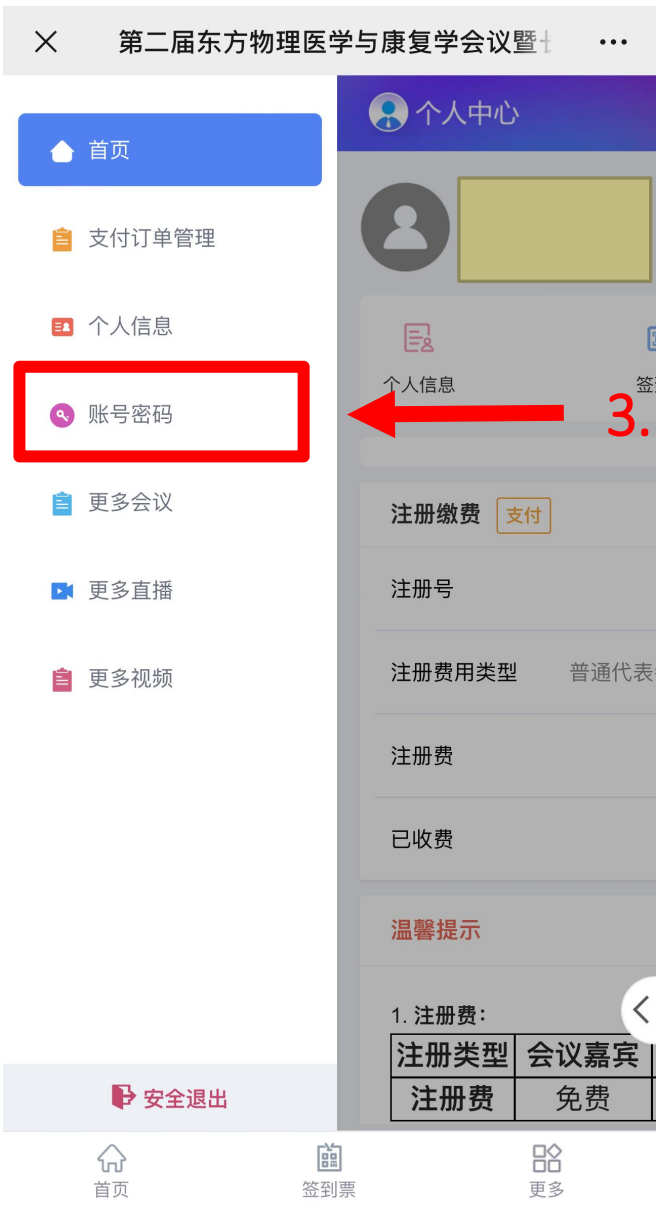 第二届东方物理医学与康复学会议暨
个人中心
首页
支付订单管理
个人信息
账号密码
更多会议
更多直播
更多视频
安全退出
个人信息
签
3.
注册缴费 支付
注册号
注册费用类型 普通代表
注册费
已收费
温馨提示
1. 注册费：
注册类型 会议嘉宾
注册费 免费
首页 签到票 更多